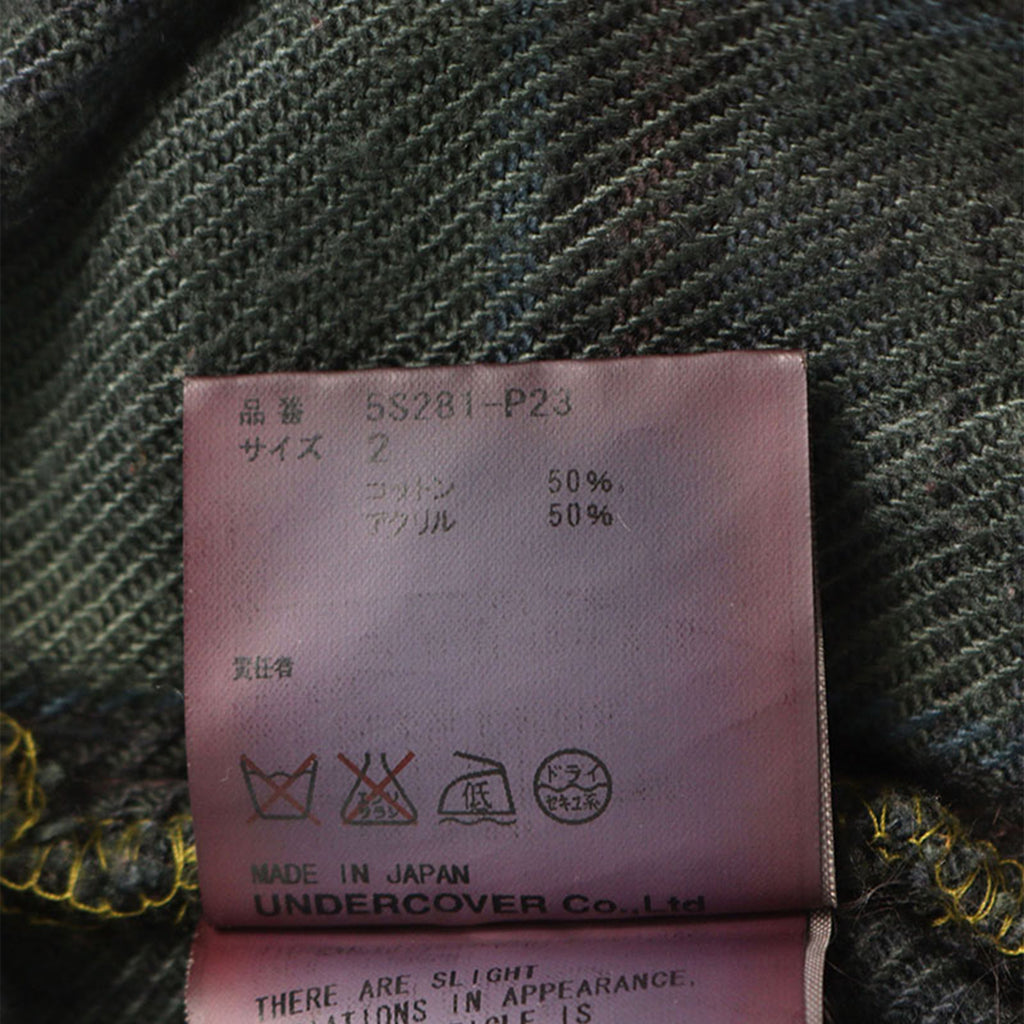 品番 5S281-P23
サイズ 2
コットン 50%
アクリル 50%
責任者
低
ドライ
セキユ系
MADE IN JAPAN
UNDERCOVER Co.,Ltd
THERE ARE SLIGHT
IN APPEARANCE.
IS